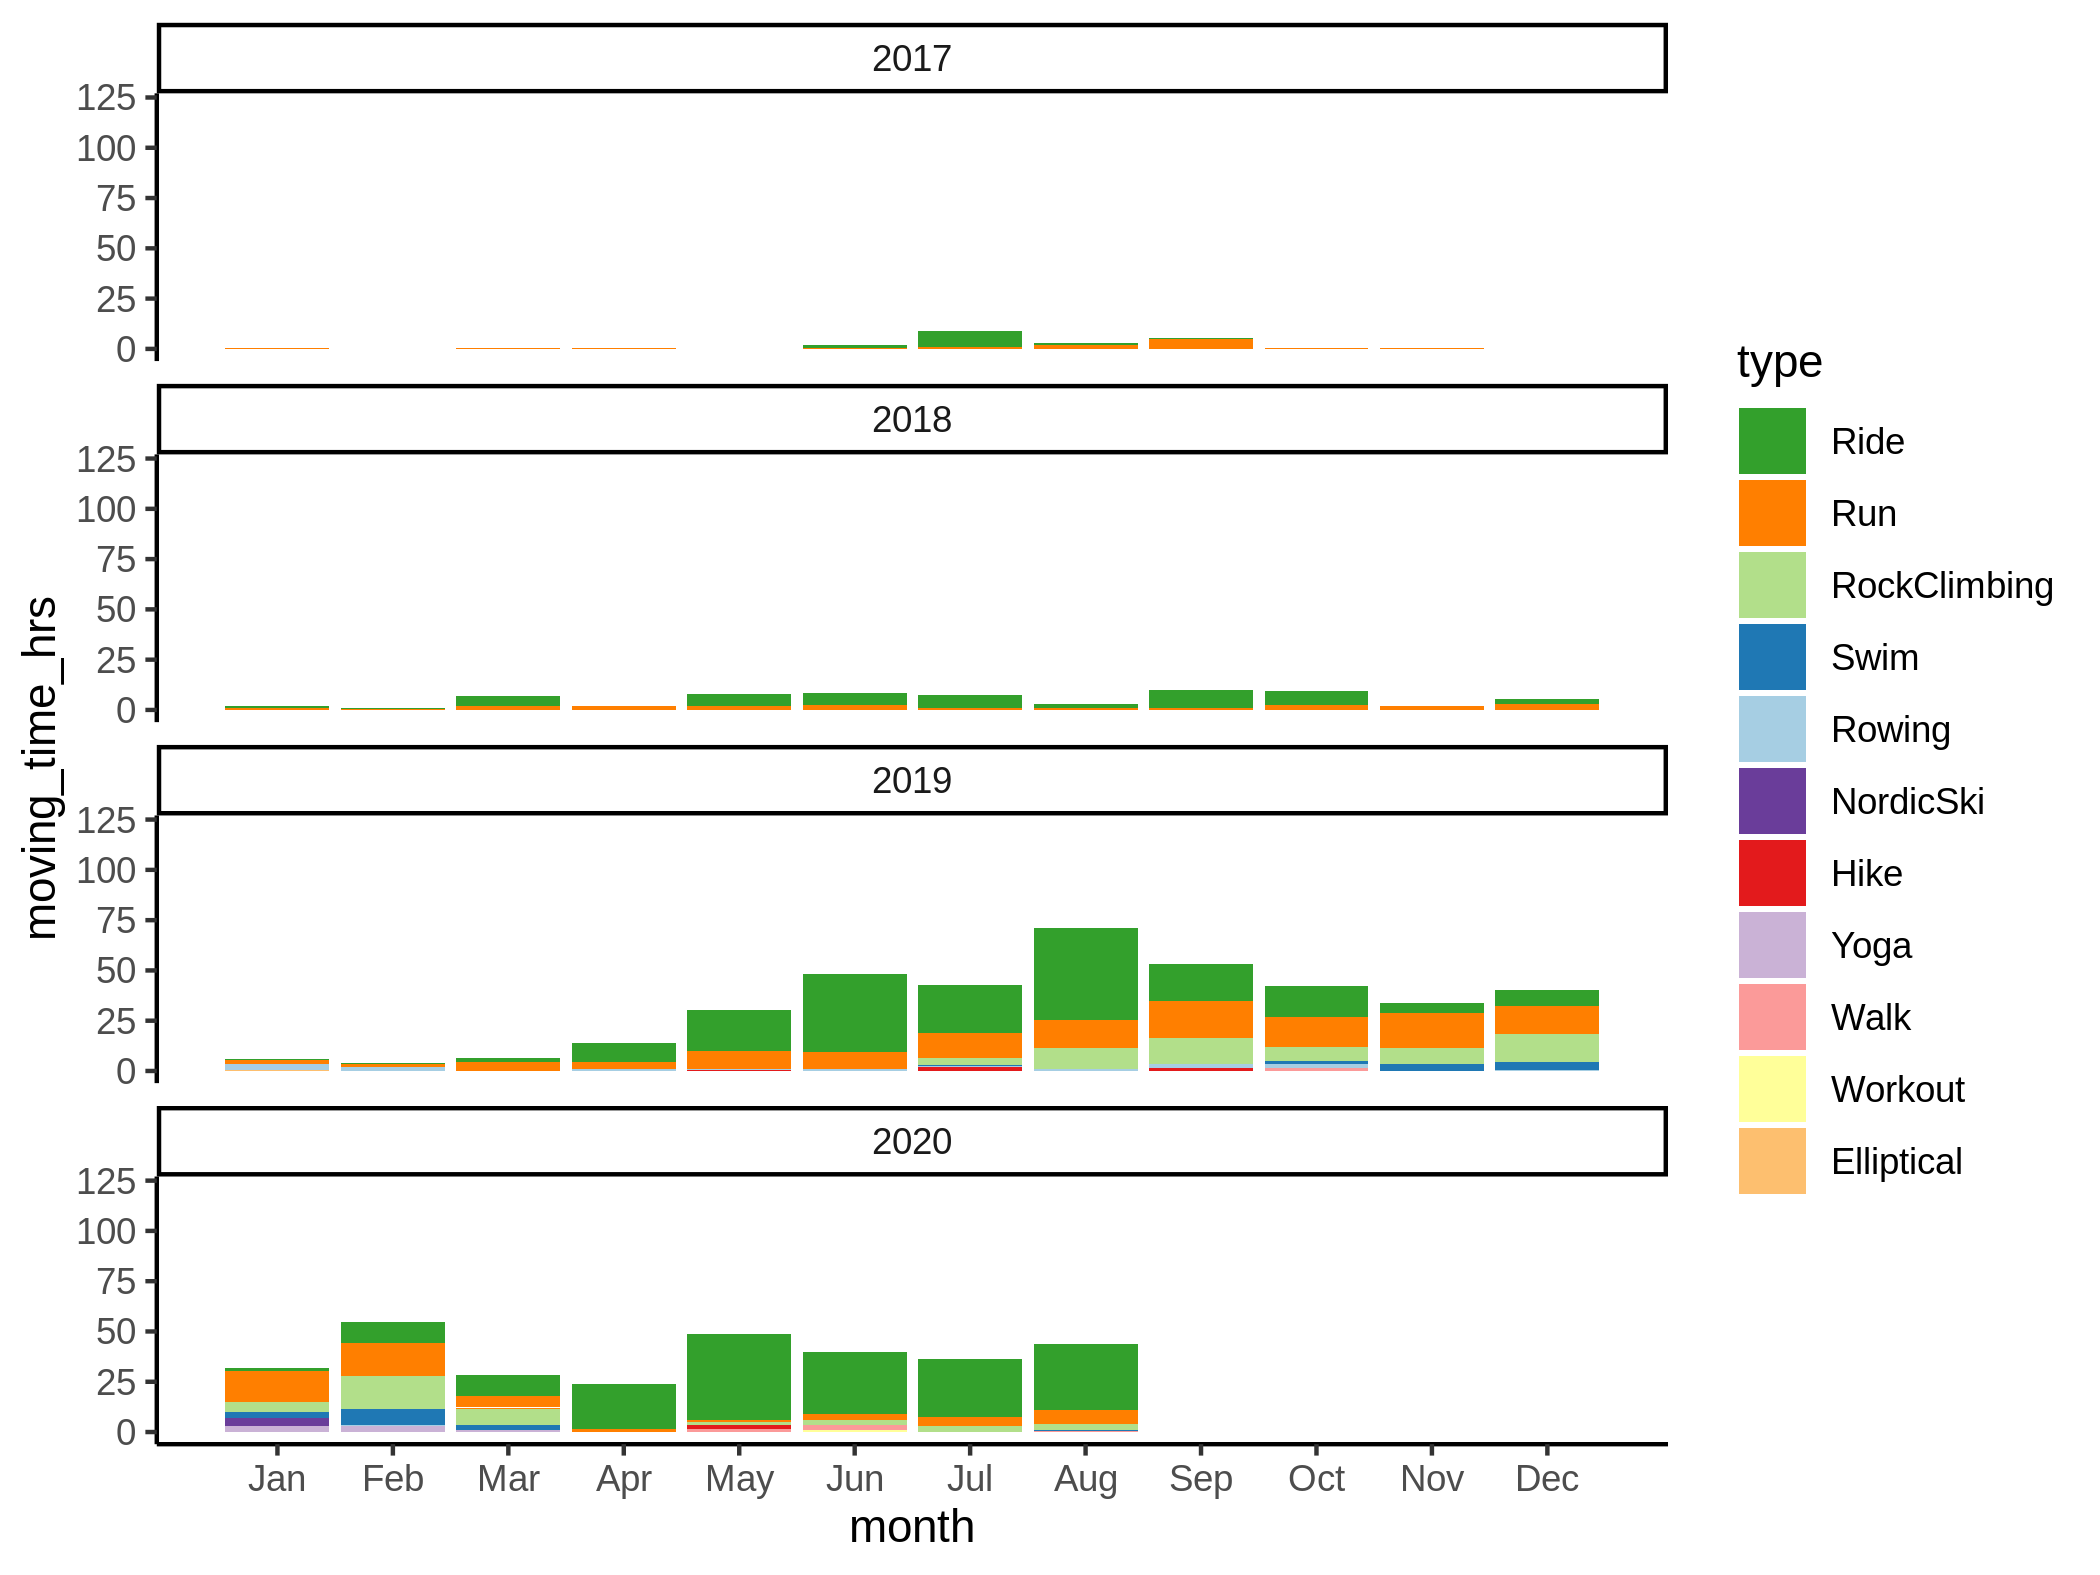 2017
125
100
75
50
25
0
2018
125
100
75
50
25
0
2019
125
100
75
50
25
0
2020
125
100
75
50
25
0
Jan Feb Mar Apr May Jun Jul Aug Sep Oct Nov Dec
month
moving_time_hrs
type
Ride
Run
RockClimbing
Swim
Rowing
NordicSki
Hike
Yoga
Walk
Workout
Elliptical